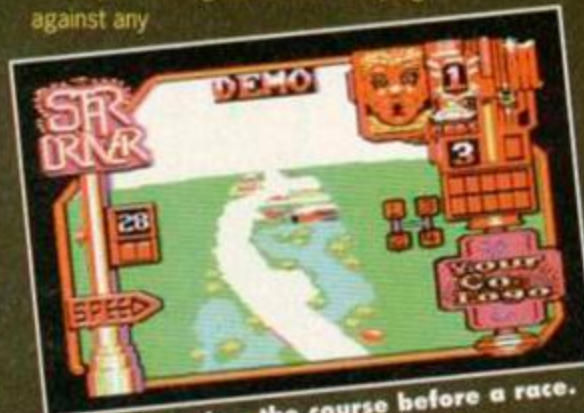 against any
STAR
DRIVER
DEMO
1
3
28
SPEED
Your
Co.
Logo
the course before a race.